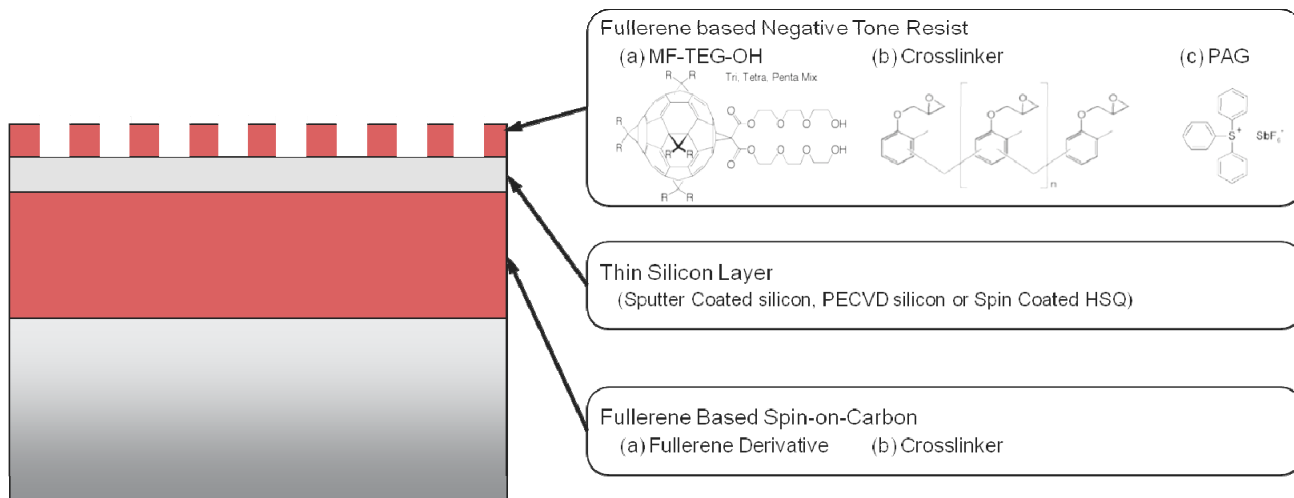 Fullerene based Negative Tone Resist
(a) MF-TEG-OH (b) Crosslinker (c) PAG
Tri, Tetra, Penta Mix
R R
R R
R R
R R
R R
O O O O O OH
O O O O O OH
O O O
O O O
n
S+ SbF6-
Thin Silicon Layer
(Sputter Coated silicon, PECVD silicon or Spin Coated HSQ)
Fullerene Based Spin-on-Carbon
(a) Fullerene Derivative (b) Crosslinker